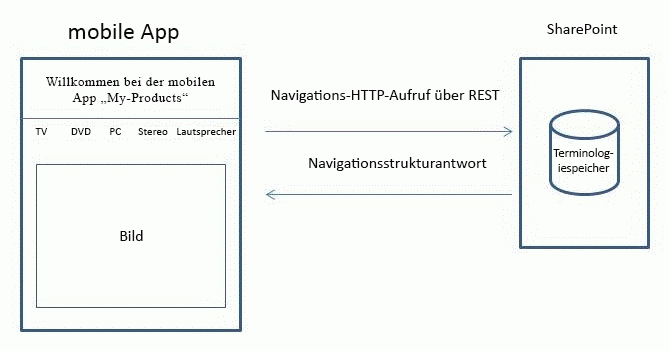 mobile App
SharePoint
Willkommen bei der mobilen
App „My-Products“
TV DVD PC Stereo Lautsprecher
Bild
Navigations-HTTP-Aufruf über REST
Navigationsstrukturantwort
Terminolog-
iespeicher